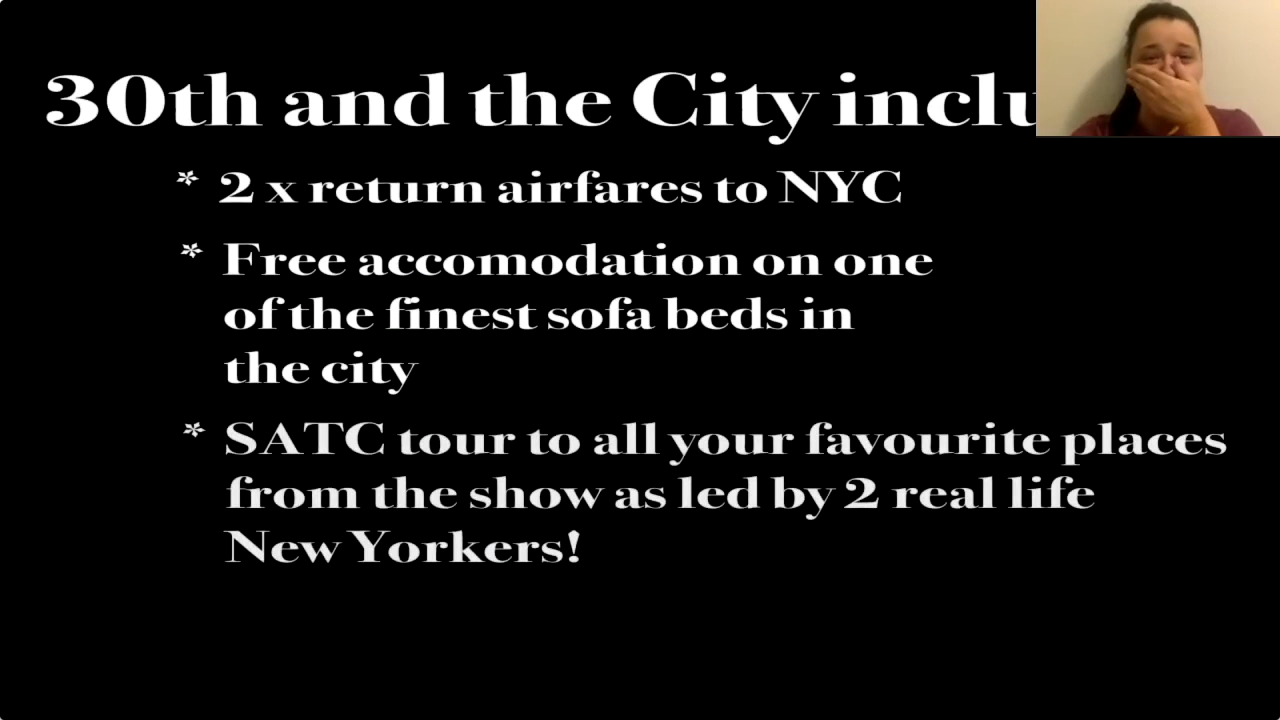 30th and the City inclu
* 2 x return airfares to NYC
* Free accomodation on one
of the finest sofa beds in
the city
* SATC tour to all your favourite places
from the show as led by 2 real life
New Yorkers!